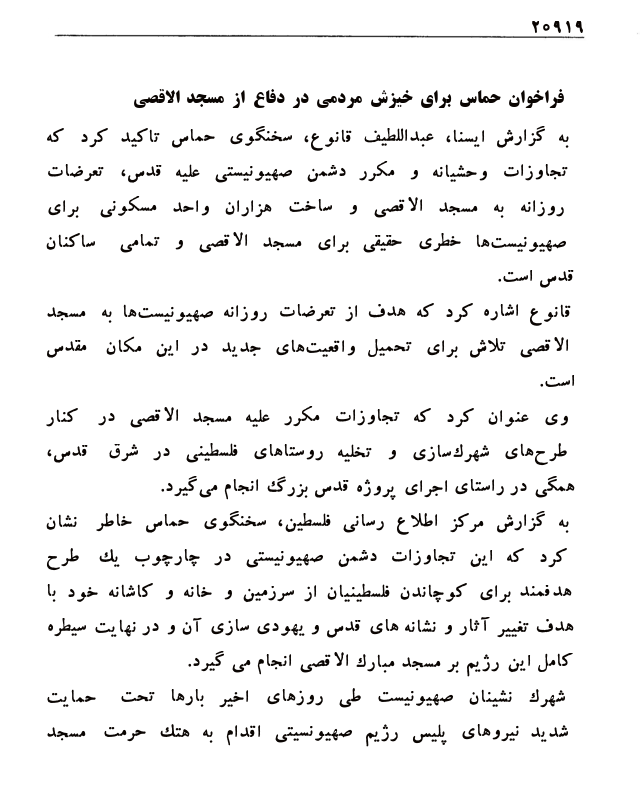 ۲۰۹۱۹
فراخوان حماس برای خیزش مردمی در دفاع از مسجد الاقصی
به گزارش ایسنا، عبداللطیف قانوع، سخنگوی حماس تاکید کرد که
تجاوزات وحشیانه و مکرر دشمن صهیونیستی علیه قدس، تعرضات
روزانه به مسجد الاقصی و ساخت هزاران واحد مسکونی برای
صهیونیست‌ها خطری حقیقی برای مسجد الاقصی و تمامی ساکنان
قدس است.
قانوع اشاره کرد که هدف از تعرضات روزانه صهیونیست‌ها به مسجد
الاقصی تلاش برای تحمیل واقعیت‌های جدید در این مکان مقدس
است.
وی عنوان کرد که تجاوزات مکرر علیه مسجد الاقصی در کنار
طرح‌های شهرک‌سازی و تخلیه روستاهای فلسطینی در شرق قدس،
همگی در راستای اجرای پروژه قدس بزرگ انجام می‌گیرد.
به گزارش مرکز اطلاع رسانی فلسطین، سخنگوی حماس خاطر نشان
کرد که این تجاوزات دشمن صهیونیستی در چارچوب یك طرح
هدفمند برای کوچاندن فلسطینیان از سرزمین و خانه و کاشانه خود با
هدف تغییر آثار و نشانه های قدس و یهودی سازی آن و در نهایت سیطره
کامل این رژیم بر مسجد مبارك الاقصی انجام می گیرد.
شهرك نشینان صهیونیست طی روزهای اخیر بارها تحت حمایت
شدید نیروهای پلیس رژیم صهیونسیتی اقدام به هتك حرمت مسجد